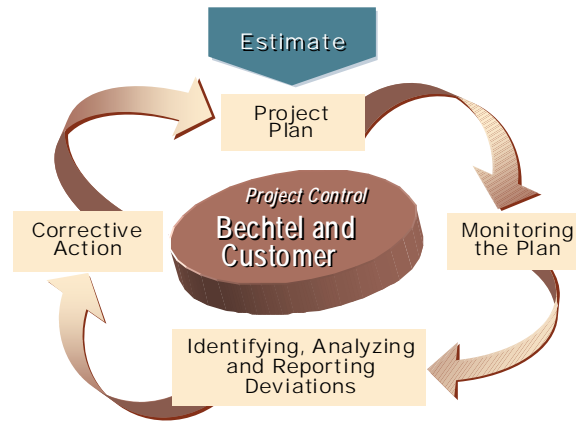 Estimate
Project
Plan
Project Control
Bechtel and
Customer
Corrective
Action
Monitoring
the Plan
Identifying, Analyzing
and Reporting
Deviations